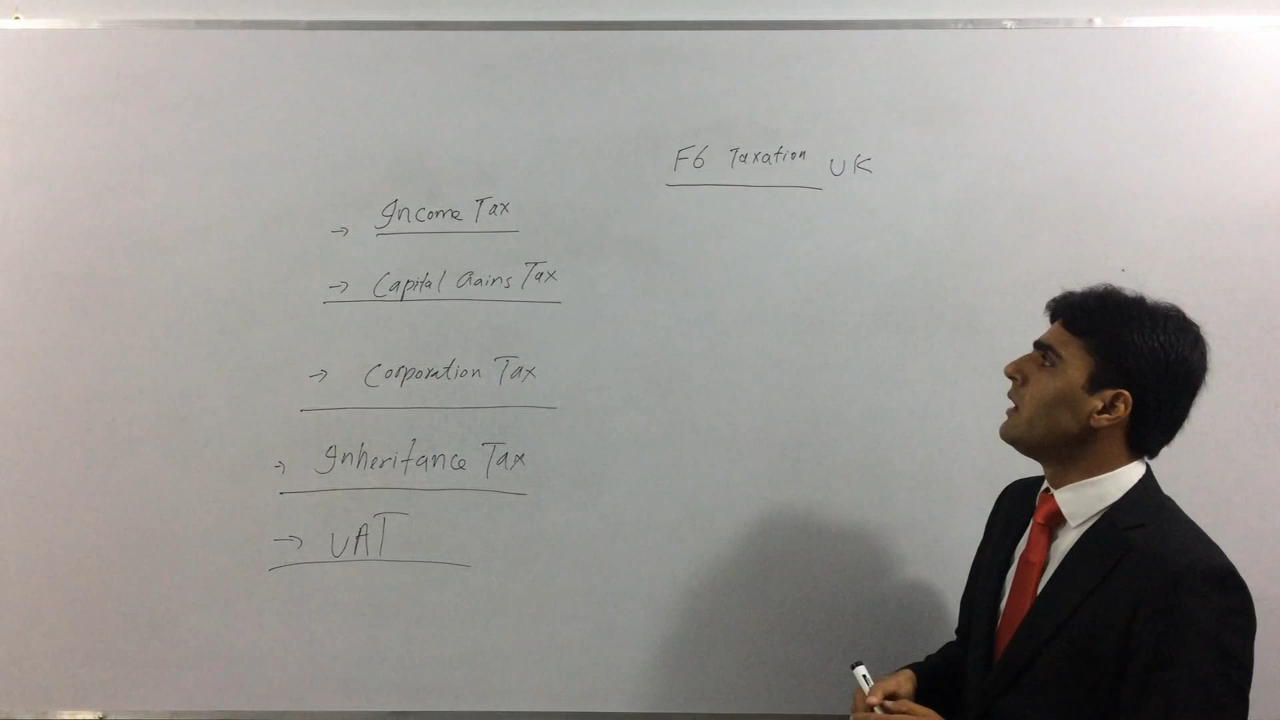 F6 Taxation UK
→ Income Tax
→ Capital Gains Tax
→ Corporation Tax
→ Inheritance Tax
→ VAT